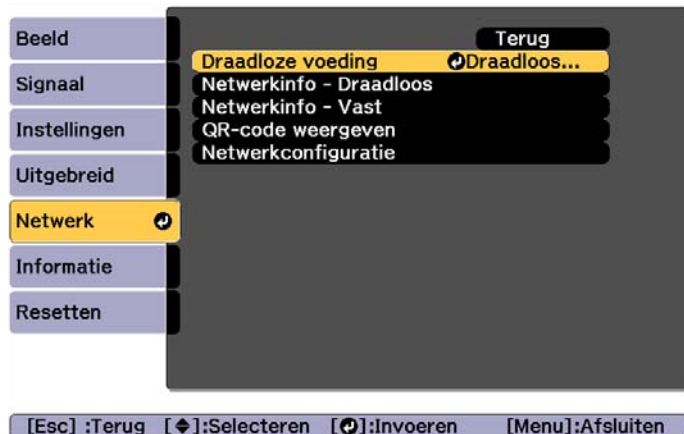 Beeld
Signaal
Instellingen
Uitgebreid
Netwerk
Informatie
Resetten
Terug
Draadloze voeding Draadloos...
Netwerkinfo - Draadloos
Netwerkinfo - Vast
QR-code weergeven
Netwerkconfiguratie
[Esc] :Terug [◆]:Selecteren [↵]:Invoeren [Menu]:Afsluiten